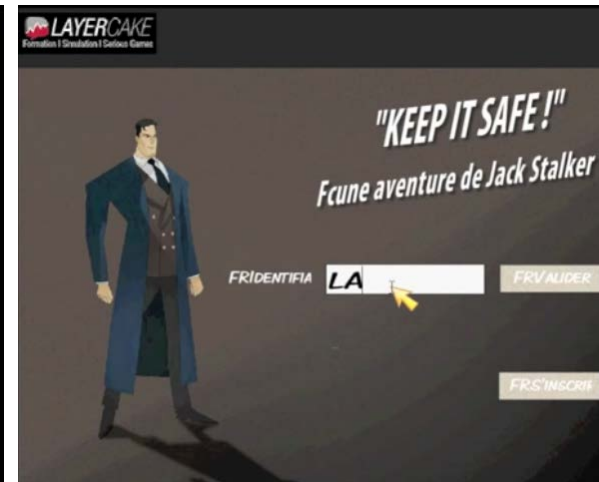 LAYERCAKE
Formation | Simulation | Serious Games
"KEEP IT SAFE !"
Fcune aventure de Jack Stalker
FRIDENTIFIA LA FRVALIDER
FRS'INSCRI